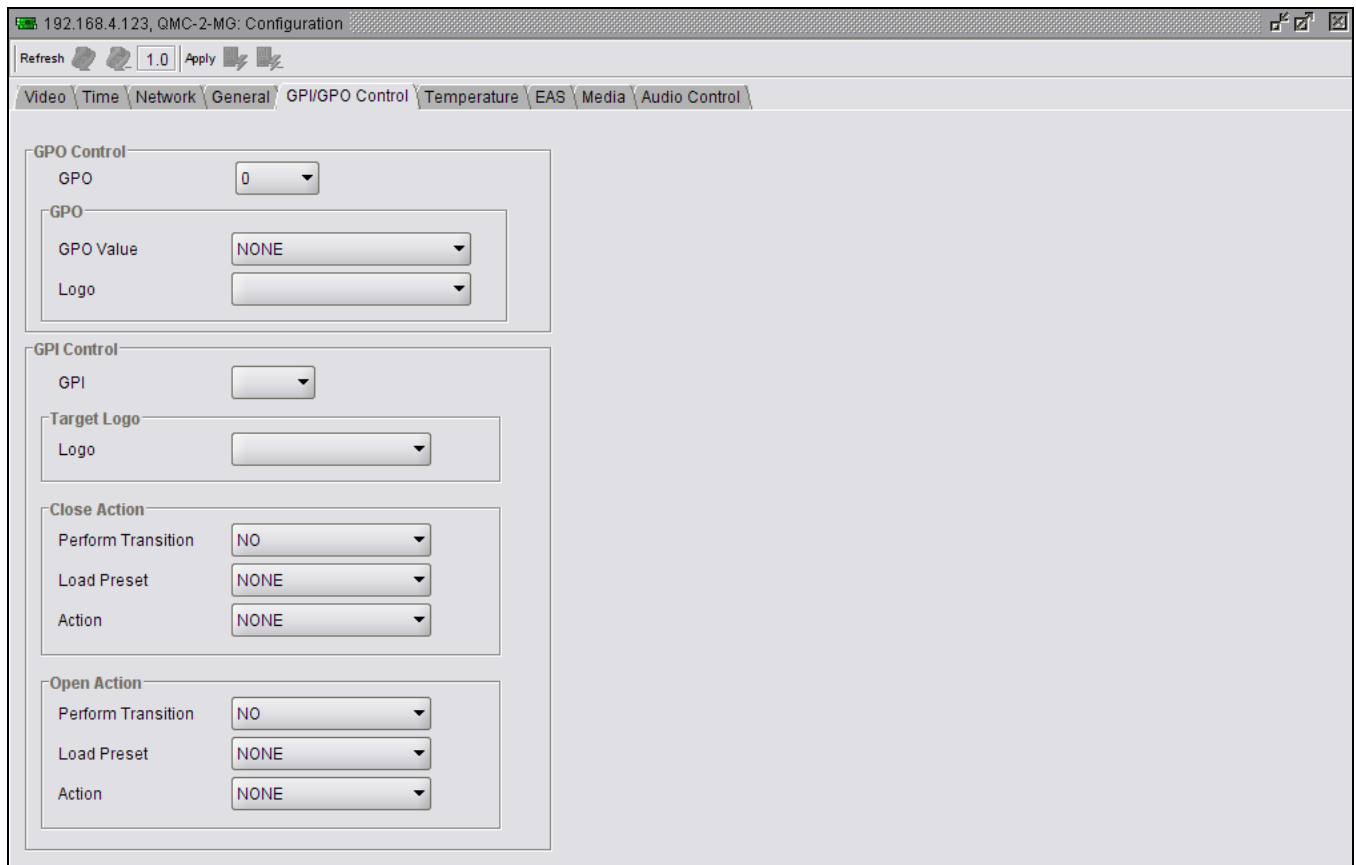 192.168.4.123, QMC-2-MG: Configuration
Refresh 1.0 Apply
Video Time Network General GPI/GPO Control Temperature EAS Media Audio Control
GPO Control
GPO 0
GPO
GPO Value NONE
Logo
GPI Control
GPI
Target Logo
Logo
Close Action
Perform Transition NO
Load Preset NONE
Action NONE
Open Action
Perform Transition NO
Load Preset NONE
Action NONE